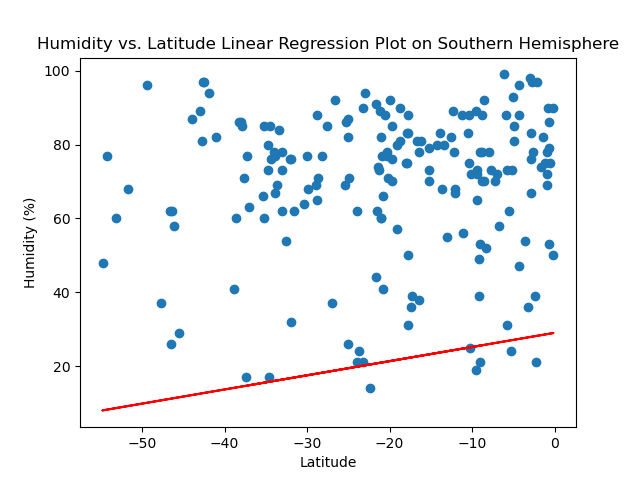 Humidity vs. Latitude Linear Regression Plot on Southern Hemisphere
100
80
60
40
20
Humidity (%)
−50 −40 −30 −20 −10 0
Latitude